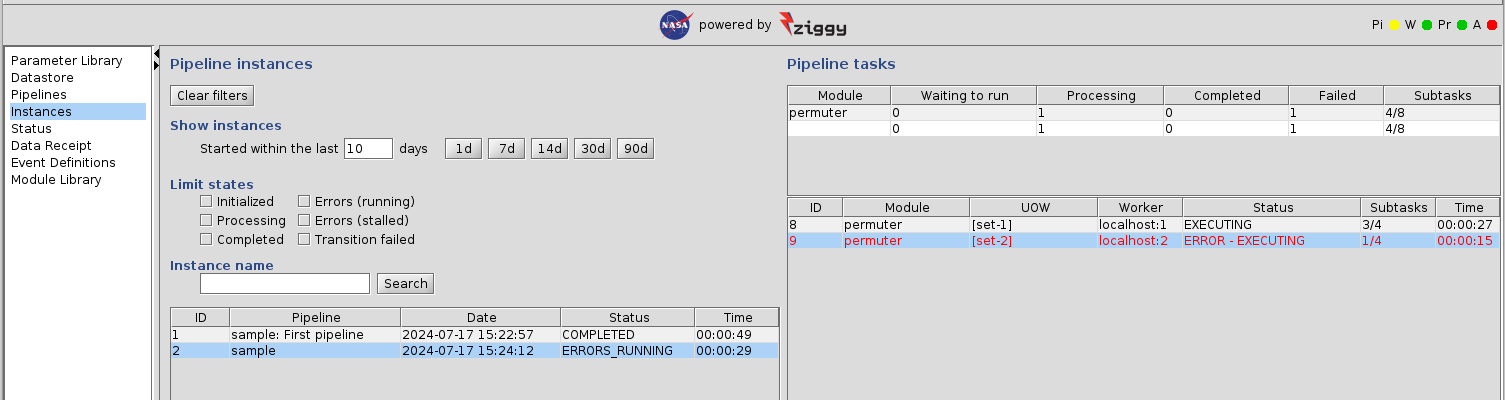 NASA powered by ziggy
Pi W Pr A
Parameter Library
Datastore
Pipelines
Instances
Status
Data Receipt
Event Definitions
Module Library
Pipeline instances
Clear filters
Show instances
Started within the last 10 days 1d 7d 14d 30d 90d
Limit states
Initialized Errors (running)
Processing Errors (stalled)
Completed Transition failed
Instance name
Search
ID Pipeline Date Status Time
1 sample: First pipeline 2024-07-17 15:22:57 COMPLETED 00:00:49
2 sample 2024-07-17 15:24:12 ERRORS_RUNNING 00:00:29
Pipeline tasks
Module Waiting to run Processing Completed Failed Subtasks
permuter 0 1 0 1 4/8
0 1 0 1 4/8
ID Module UOW Worker Status Subtasks Time
8 permuter [set-1] localhost:1 EXECUTING 3/4 00:00:27
9 permuter [set-2] localhost:2 ERROR - EXECUTING 1/4 00:00:15